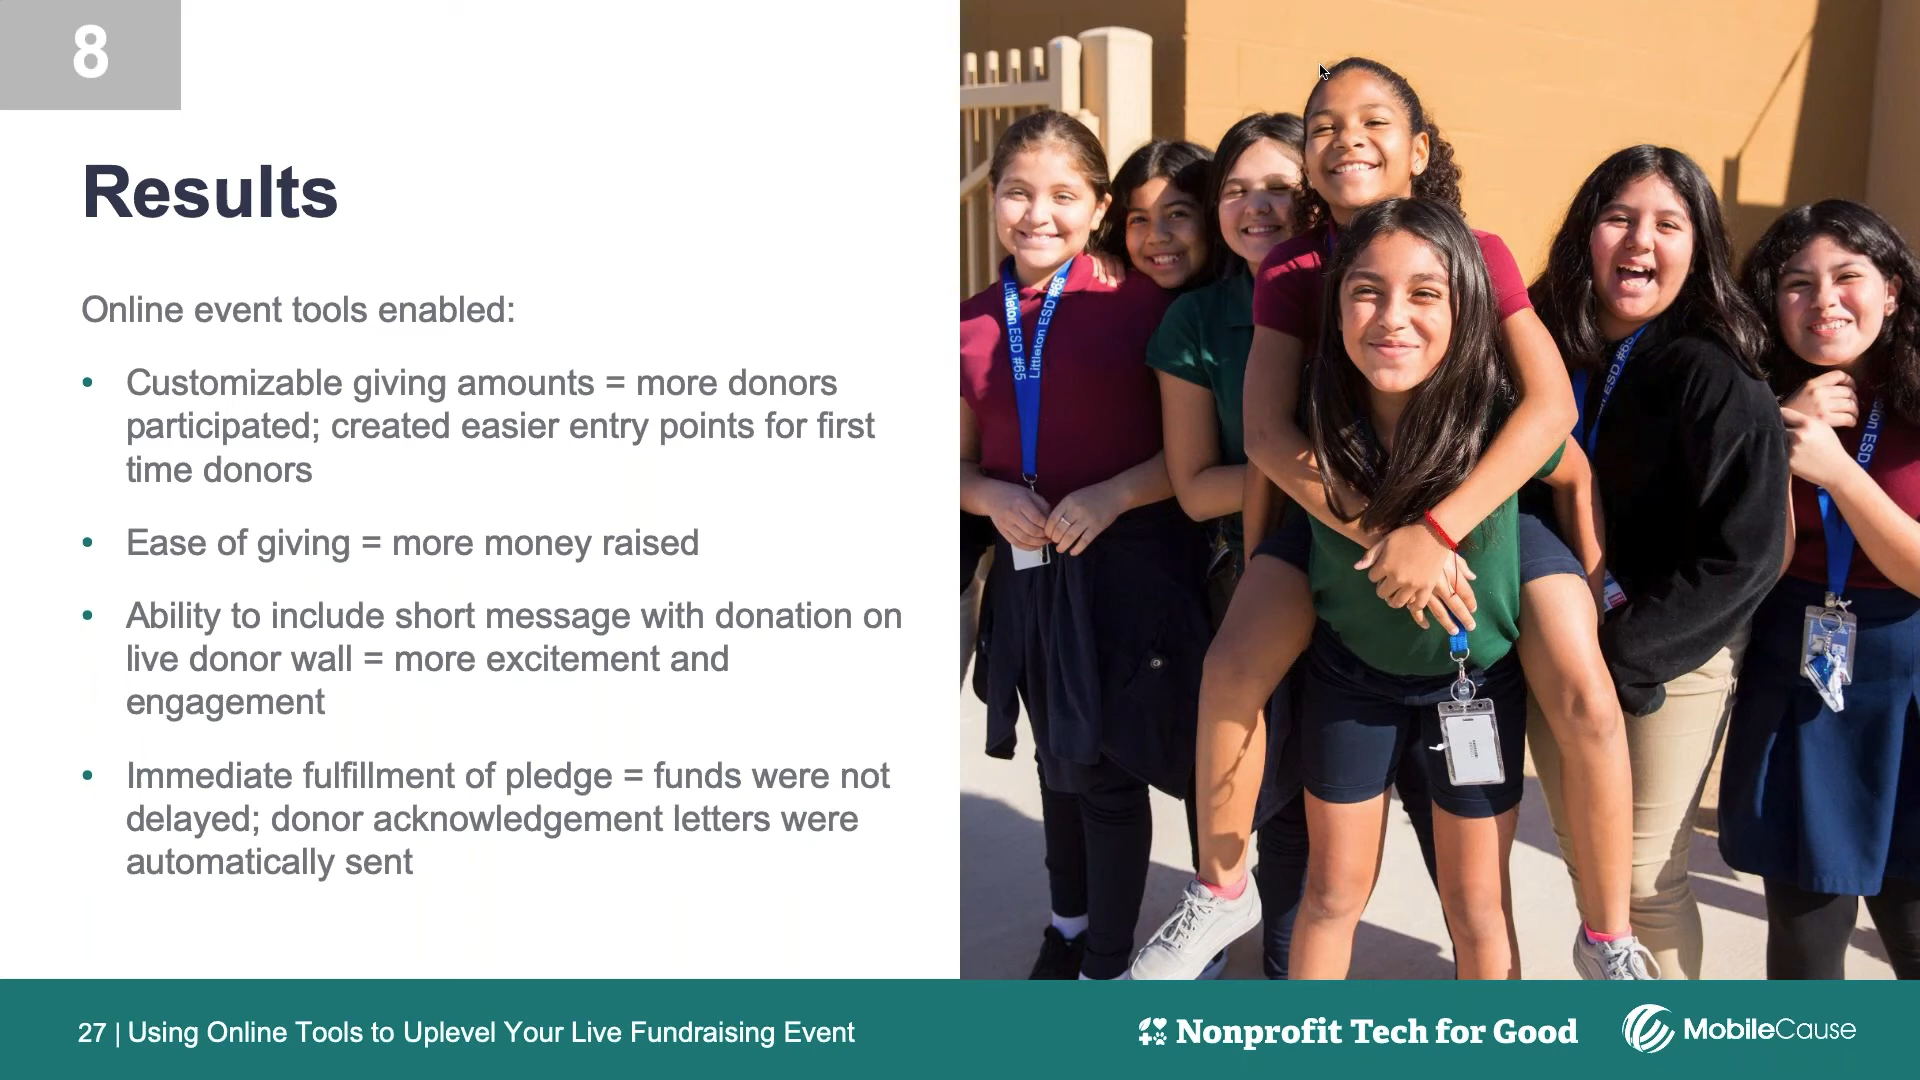 8
Results
Online event tools enabled:
• Customizable giving amounts = more donors
participated; created easier entry points for first
time donors
• Ease of giving = more money raised
• Ability to include short message with donation on
live donor wall = more excitement and
engagement
• Immediate fulfillment of pledge = funds were not
delayed; donor acknowledgement letters were
automatically sent
Littleton ESD #65
Littleton ESD #65
ESD #65
ESD
27 | Using Online Tools to Uplevel Your Live Fundraising Event
Nonprofit Tech for Good
MobileCause